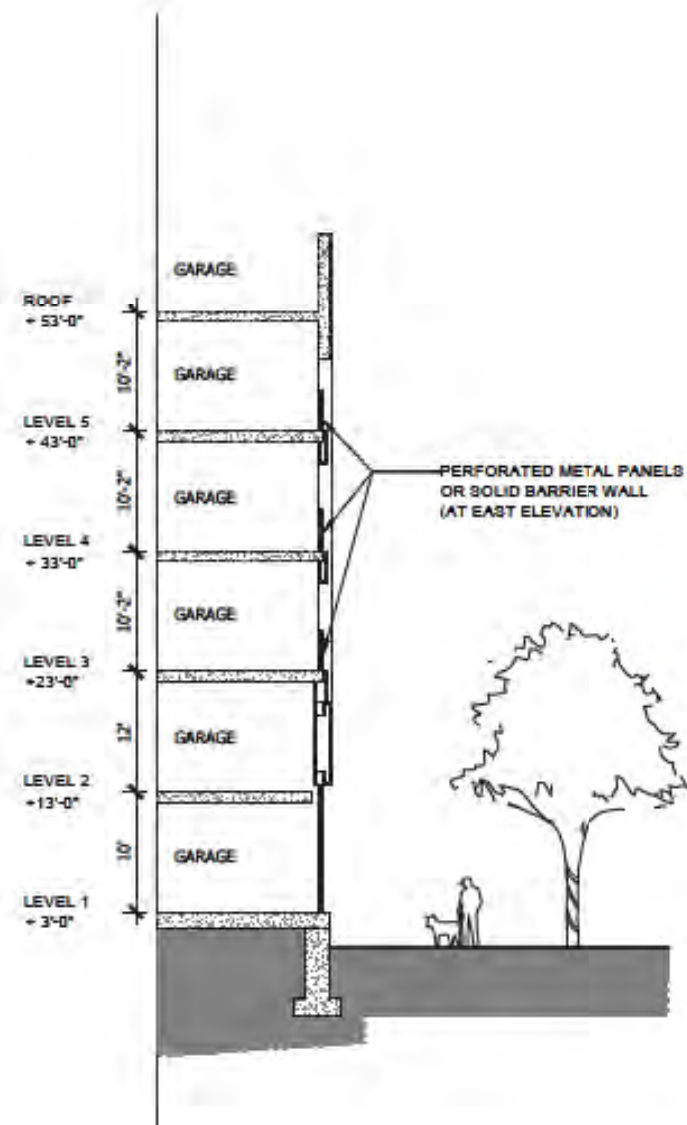 GARAGE
ROOF
+ 53'-0"
10'-2"
GARAGE
LEVEL 5
+ 43'-0"
PERFORATED METAL PANELS
OR SOLID BARRIER WALL
(AT EAST ELEVATION)
10'-2"
GARAGE
LEVEL 4
+ 33'-0"
10'-2"
GARAGE
LEVEL 3
+23'-0"
12'
GARAGE
LEVEL 2
+13'-0"
10'
GARAGE
LEVEL 1
+ 3'-0"